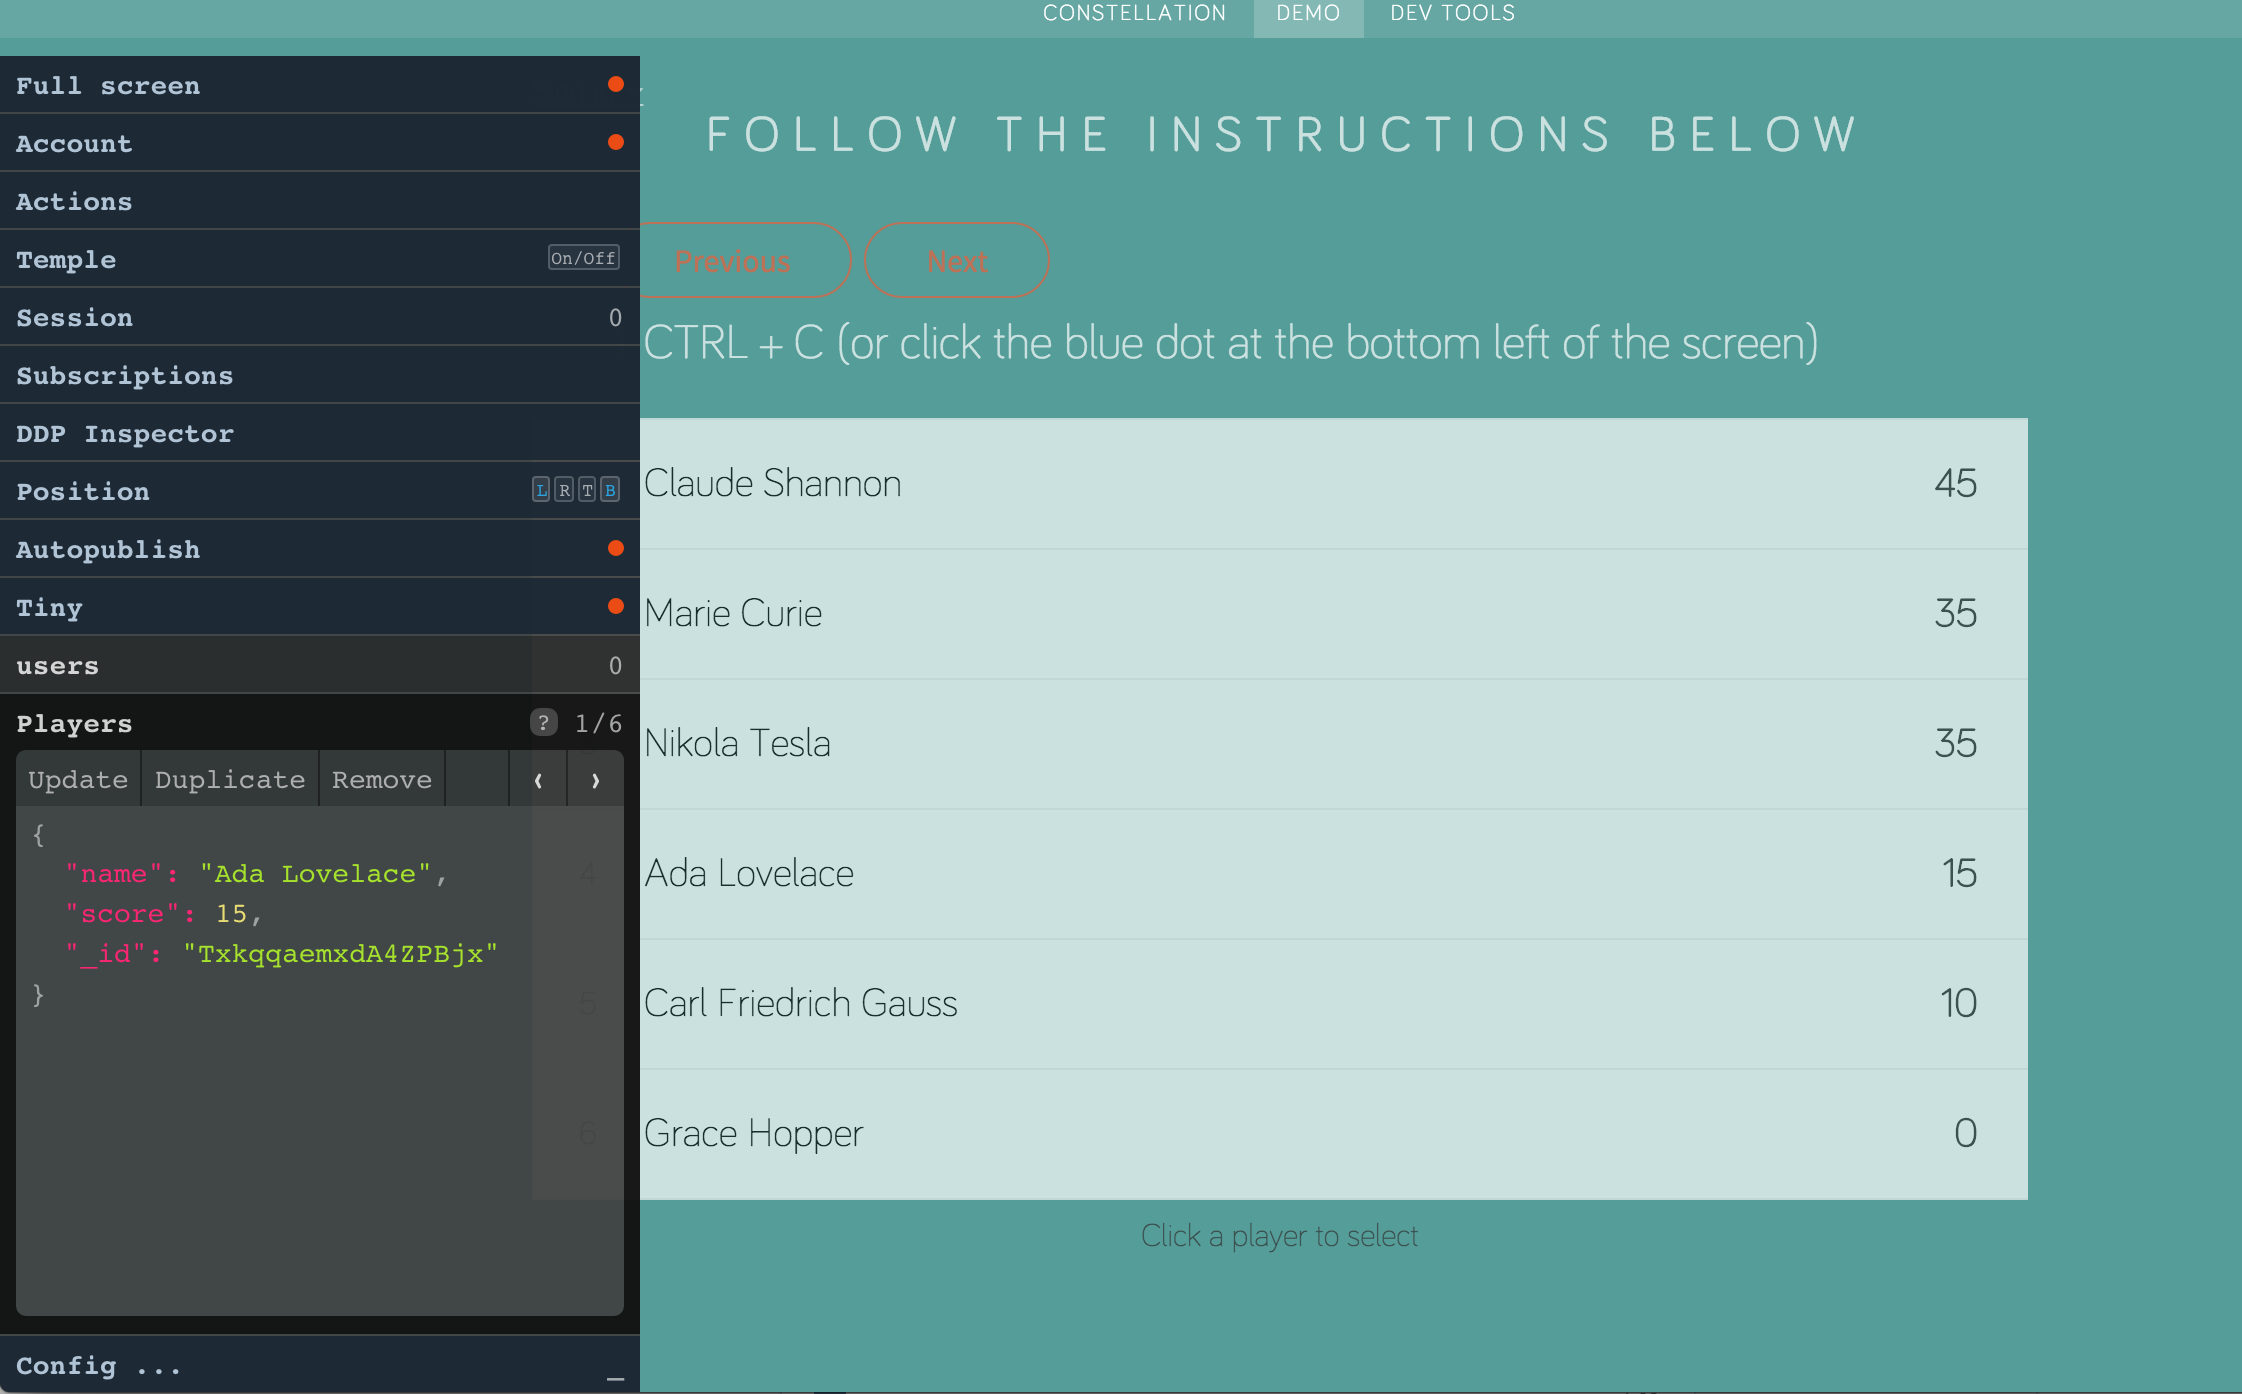 CONSTELLATION DEMO DEV TOOLS
Full screen
Account
Actions
Temple On/Off
Session 0
Subscriptions
DDP Inspector
Position L R T B
Autopublish
Tiny
users 0
Players ? 1/6
Update Duplicate Remove ‹ ›
{
"name": "Ada Lovelace",
"score": 15,
"_id": "TxkqqaemxdA4ZPBjx"
}
4
5
6
Config ... _
FOLLOW THE INSTRUCTIONS BELOW
Previous Next
CTRL + C (or click the blue dot at the bottom left of the screen)
Claude Shannon 45
Marie Curie 35
Nikola Tesla 35
Ada Lovelace 15
Carl Friedrich Gauss 10
Grace Hopper 0
Click a player to select